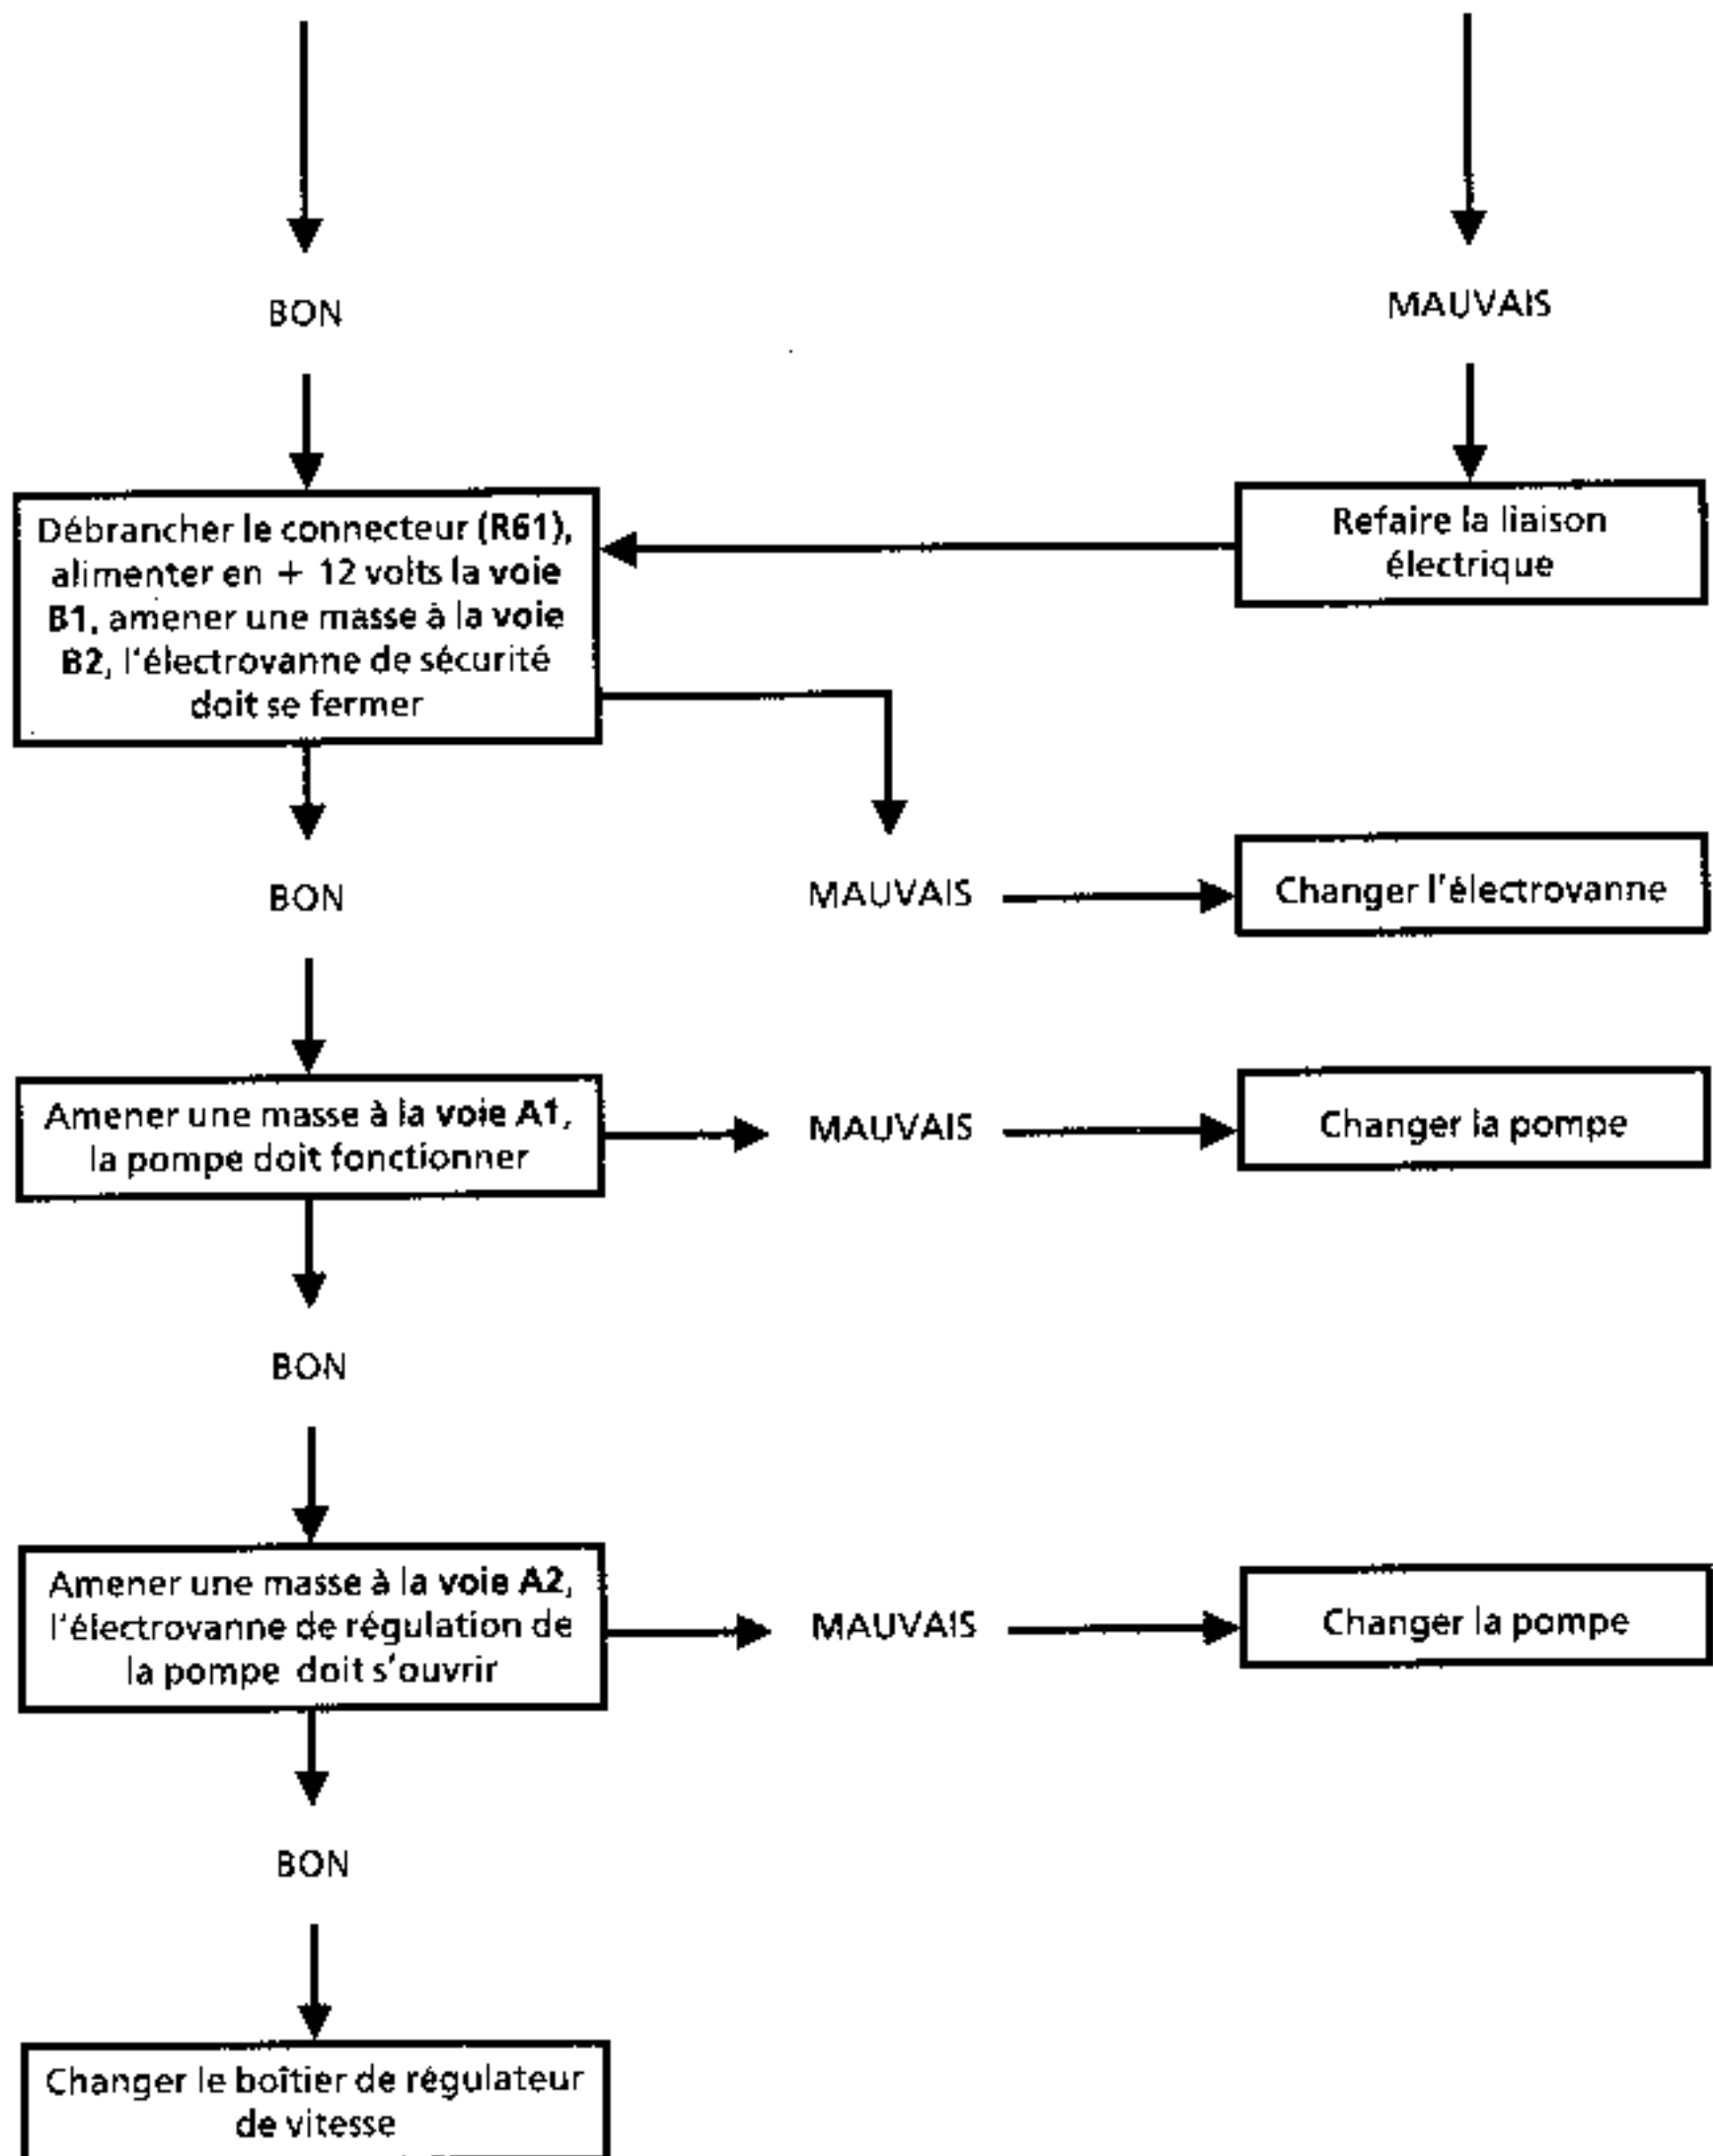 BON
MAUVAIS
Débrancher le connecteur (R61),
alimenter en + 12 volts la voie
B1, amener une masse à la voie
B2, l'électrovanne de sécurité
doit se fermer
Refaire la liaison
électrique
BON
MAUVAIS
Changer l'électrovanne
Amener une masse à la voie A1,
la pompe doit fonctionner
MAUVAIS
Changer la pompe
BON
Amener une masse à la voie A2,
l'électrovanne de régulation de
la pompe doit s'ouvrir
MAUVAIS
Changer la pompe
BON
Changer le boîtier de régulateur
de vitesse